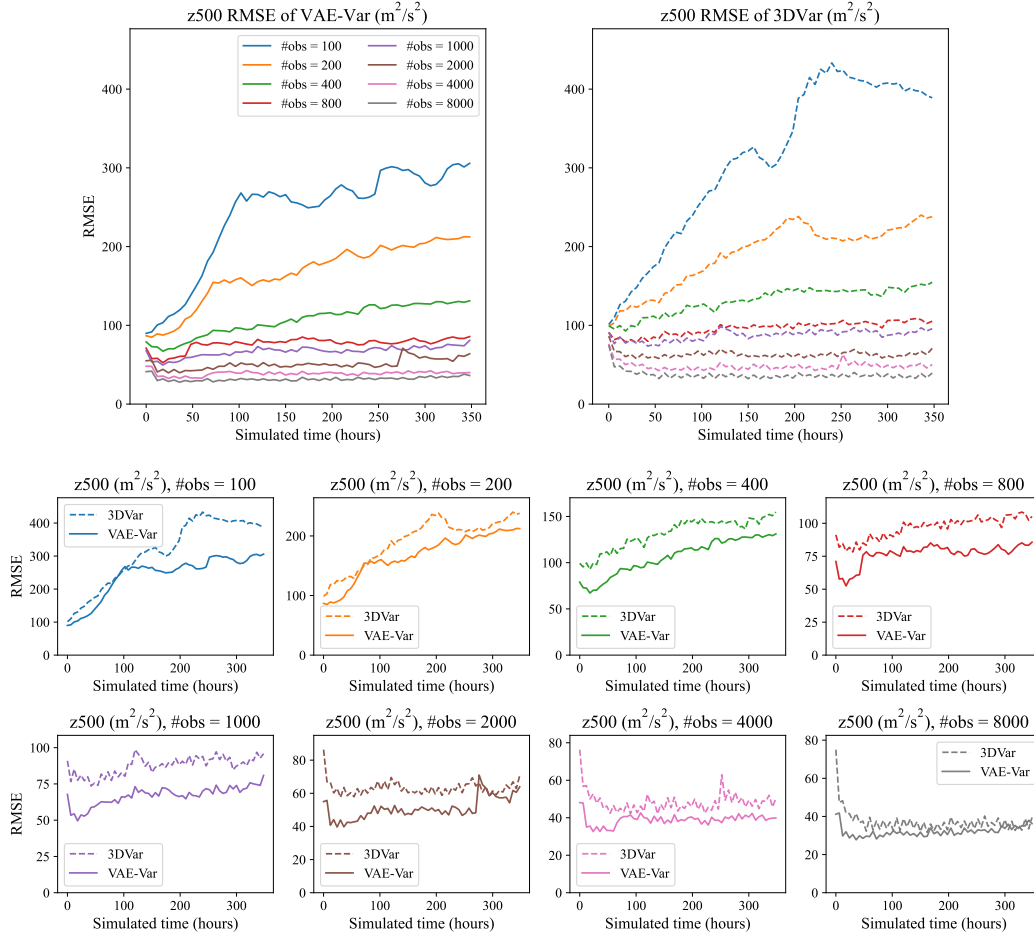 z500 RMSE of VAE-Var (m²/s²)
RMSE
400
300
200
100
0
#obs = 100
#obs = 200
#obs = 400
#obs = 800
#obs = 1000
#obs = 2000
#obs = 4000
#obs = 8000
0 50 100 150 200 250 300 350
Simulated time (hours)
z500 RMSE of 3DVar (m²/s²)
400
300
200
100
0
0 50 100 150 200 250 300 350
Simulated time (hours)
z500 (m²/s²), #obs = 100
RMSE
400
300
200
100
0
3DVar
VAE-Var
0 100 200 300
Simulated time (hours)
z500 (m²/s²), #obs = 200
200
100
0
3DVar
VAE-Var
0 100 200 300
Simulated time (hours)
z500 (m²/s²), #obs = 400
150
100
50
0
3DVar
VAE-Var
0 100 200 300
Simulated time (hours)
z500 (m²/s²), #obs = 800
100
75
50
25
0
3DVar
VAE-Var
0 100 200 300
Simulated time (hours)
z500 (m²/s²), #obs = 1000
RMSE
100
75
50
25
0
3DVar
VAE-Var
0 100 200 300
Simulated time (hours)
z500 (m²/s²), #obs = 2000
80
60
40
20
0
3DVar
VAE-Var
0 100 200 300
Simulated time (hours)
z500 (m²/s²), #obs = 4000
80
60
40
20
0
3DVar
VAE-Var
0 100 200 300
Simulated time (hours)
z500 (m²/s²), #obs = 8000
80
60
40
20
0
3DVar
VAE-Var
0 100 200 300
Simulated time (hours)